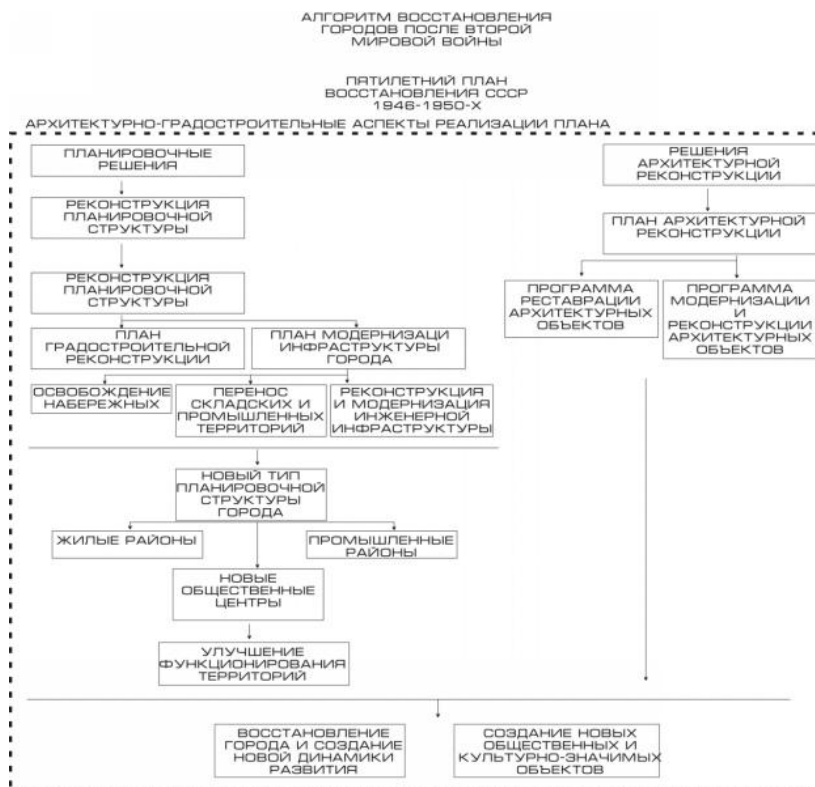 АЛГОРИТМ ВОССТАНОВЛЕНИЯ
ГОРОДОВ ПОСЛЕ ВТОРОЙ
МИРОВОЙ ВОЙНЫ
ПЯТИЛЕТНИЙ ПЛАН
ВОССТАНОВЛЕНИЯ СССР
1946-1950-Х
АРХИТЕКТУРНО-ГРАДОСТРОИТЕЛЬНЫЕ АСПЕКТЫ РЕАЛИЗАЦИИ ПЛАНА
ПЛАНИРОВОЧНЫЕ
РЕШЕНИЯ
РЕШЕНИЯ
АРХИТЕКТУРНОЙ
РЕКОНСТРУКЦИИ
РЕКОНСТРУКЦИЯ
ПЛАНИРОВОЧНОЙ
СТРУКТУРЫ
ПЛАН АРХИТЕКТУРНОЙ
РЕКОНСТРУКЦИИ
РЕКОНСТРУКЦИЯ
ПЛАНИРОВОЧНОЙ
СТРУКТУРЫ
ПРОГРАММА
РЕСТАВРАЦИИ
АРХИТЕКТУРНЫХ
ОБЪЕКТОВ
ПРОГРАММА
МОДЕРНИЗАЦИИ И
РЕКОНСТРУКЦИИ
АРХИТЕКТУРНЫХ
ОБЪЕКТОВ
ПЛАН
ГРАДОСТРОИТЕЛЬНОЙ
РЕКОНСТРУКЦИИ
ПЛАН МОДЕРНИЗАЦИ
ИНФРАСТРУКТУРЫ
ГОРОДА
ОСВОБОЖДЕНИЕ
НАБЕРЕЖНЫХ
ПЕРЕНОС
СКЛАДСКИХ И
ПРОМЫШЛЕННЫХ
ТЕРРИТОРИЙ
РЕКОНСТРУКЦИЯ
И МОДЕРНИЗАЦИЯ
ИНЖЕНЕРНОЙ
ИНФРАСТРУКТУРЫ
НОВЫЙ ТИП
ПЛАНИРОВОЧНОЙ
СТРУКТУРЫ
ГОРОДА
ЖИЛЫЕ РАЙОНЫ
ПРОМЫШЛЕННЫЕ
РАЙОНЫ
НОВЫЕ
ОБЩЕСТВЕННЫЕ
ЦЕНТРЫ
УЛУЧШЕНИЕ
ФУНКЦИОНИРОВАНИЯ
ТЕРРИТОРИЙ
ВОССТАНОВЛЕНИЕ
ГОРОДА И СОЗДАНИЕ
НОВОЙ ДИНАМИКИ
РАЗВИТИЯ
СОЗДАНИЕ НОВЫХ
ОБЩЕСТВЕННЫХ И
КУЛЬТУРНО-ЗНАЧИМЫХ
ОБЪЕКТОВ